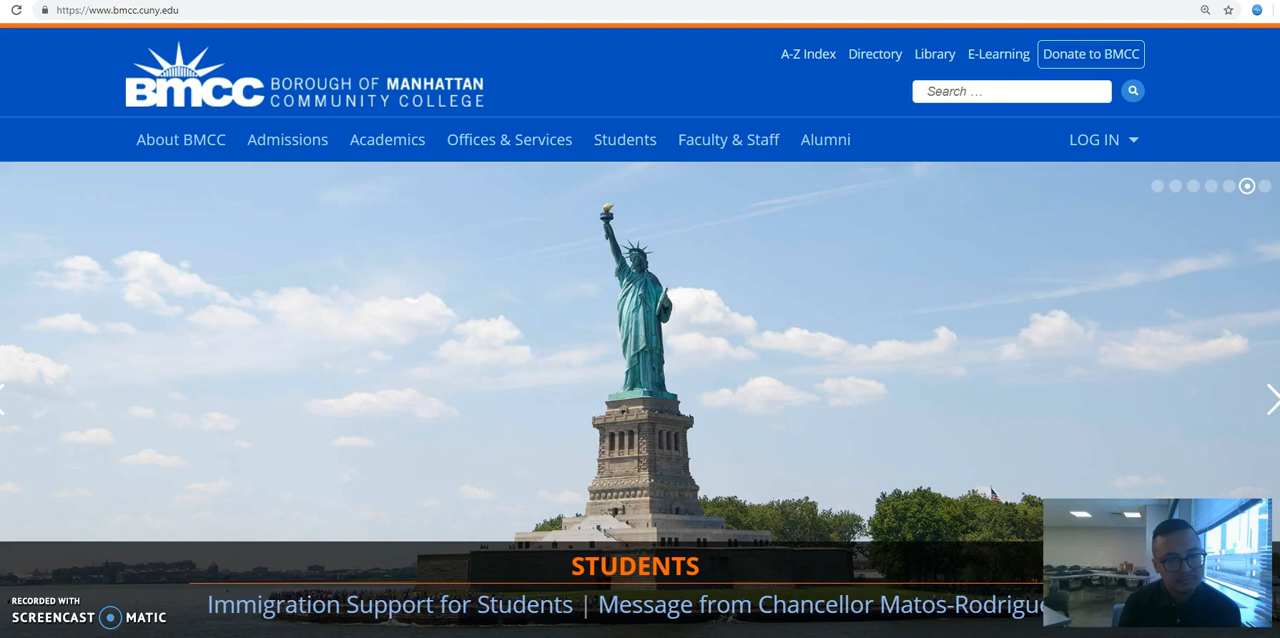 https://www.bmcc.cuny.edu
A-Z Index Directory Library E-Learning Donate to BMCC
BMCC BOROUGH OF MANHATTAN
COMMUNITY COLLEGE
Search ...
About BMCC Admissions Academics Offices & Services Students Faculty & Staff Alumni LOG IN
STUDENTS
Immigration Support for Students | Message from Chancellor Matos-Rodrigue
RECORDED WITH
SCREENCAST MATIC